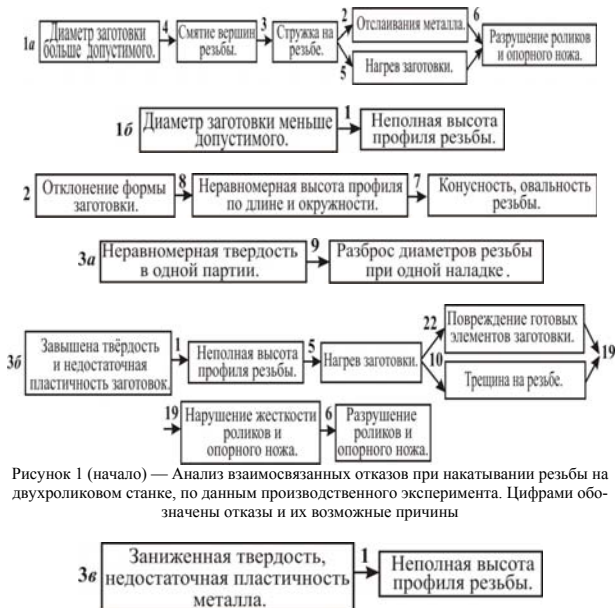 1а
Диаметр заготовки
больше допустимого.
4
Смятие вершин
резьбы.
3
Стружка на
резьбе.
2
Отслаивания металла.
5
Нагрев заготовки.
6
Разрушение роликов
и опорного ножа.
1б
Диаметр заготовки меньше
допустимого.
1
Неполная высота
профиля резьбы.
2
Отклонение формы
заготовки.
8
Неравномерная высота профиля
по длине и окружности.
7
Конусность, овальность
резьбы.
3а
Неравномерная твердость
в одной партии.
9
Разброс диаметров резьбы
при одной наладке.
3б
Завышена твёрдость
и недостаточная
пластичность заготовок.
1
Неполная высота
профиля резьбы.
5
Нагрев заготовки.
22
Повреждение готовых
элементов заготовки.
10
Трещина на резьбе.
19
19
Нарушение жесткости
роликов и
опорного ножа.
6
Разрушение
роликов и
опорного ножа.
Рисунок 1 (начало) — Анализ взаимосвязанных отказов при накатывании резьбы на
двухроликовом станке, по данным производственного эксперимента. Цифрами обо-
значены отказы и их возможные причины
3в
Заниженная твердость,
недостаточная пластичность
металла.
1
Неполная высота
профиля резьбы.